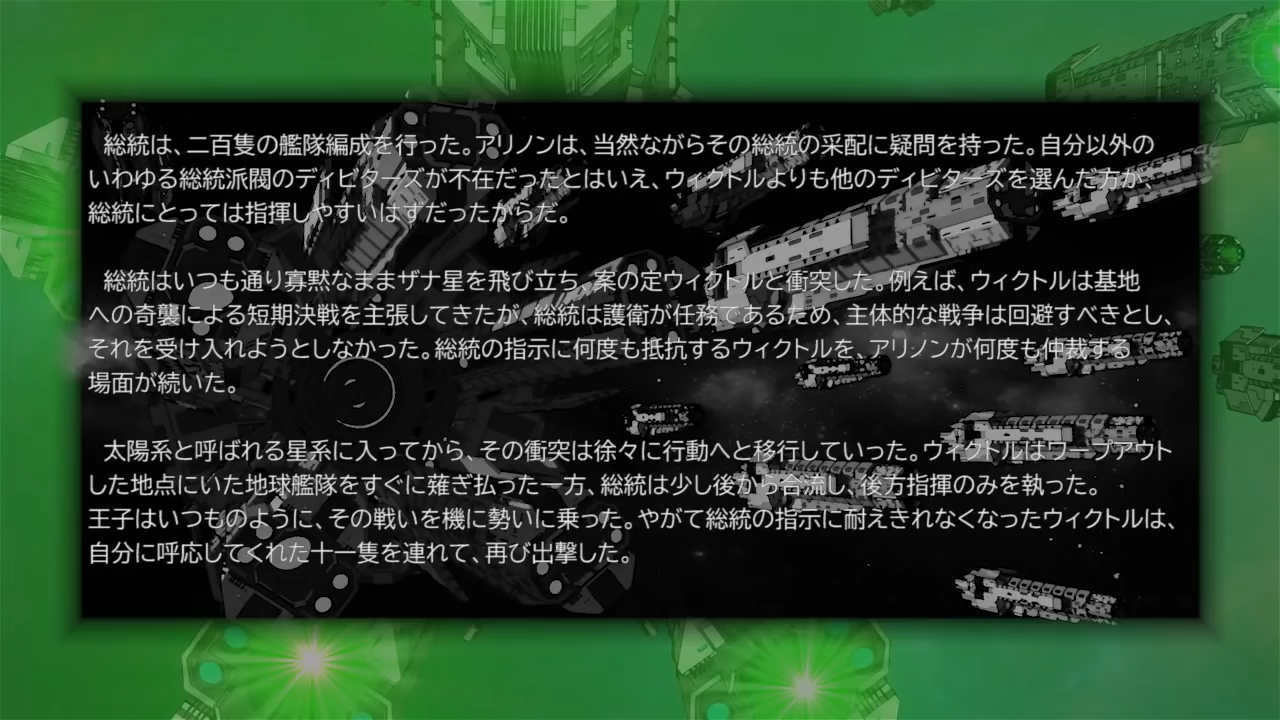 総統は、二百隻の艦隊編成を行った。アリノンは、当然ながらその総統の采配に疑問を持った。自分以外の
いわゆる総統派閥のディビターズが不在だったとはいえ、ウィクトルよりも他のディビターズを選んだ方が、
総統にとっては指揮しやすいはずだったからだ。
総統はいつも通り寡黙なままザナ星を飛び立ち、案の定ウィクトルと衝突した。例えば、ウィクトルは基地
への奇襲による短期決戦を主張してきたが、総統は護衛が任務であるため、主体的な戦争は回避すべきとし、
それを受け入れようとしなかった。総統の指示に何度も抵抗するウィクトルを、アリノンが何度も仲裁する
場面が続いた。
太陽系と呼ばれる星系に入ってから、その衝突は徐々に行動へと移行していった。ウィクトルはワープアウト
した地点にいた地球艦隊をすぐに薙ぎ払った一方、総統は少し後から合流し、後方指揮のみを執った。
王子はいつものように、その戦いを機に勢いに乗った。やがて総統の指示に耐えきれなくなったウィクトルは、
自分に呼応してくれた十一隻を連れて、再び出撃した。